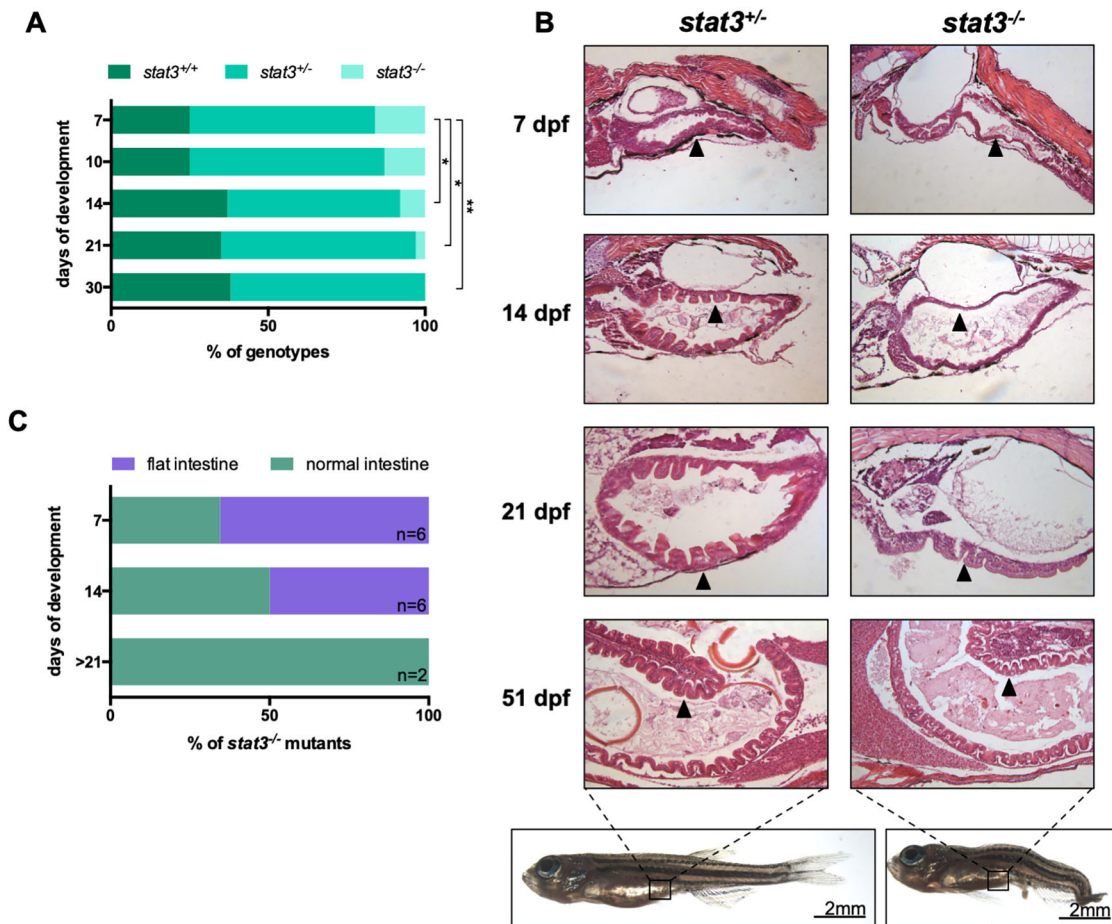 A
stat3+/+ stat3+/- stat3-/-
days of development
7
10
14
21
30
* * **
0 50 100
% of genotypes
C
flat intestine normal intestine
days of development
7
n=6
14
n=6
>21
n=2
0 50 100
% of stat3-/- mutants
B
stat3+/- stat3-/-
7 dpf
14 dpf
21 dpf
51 dpf
2mm 2mm